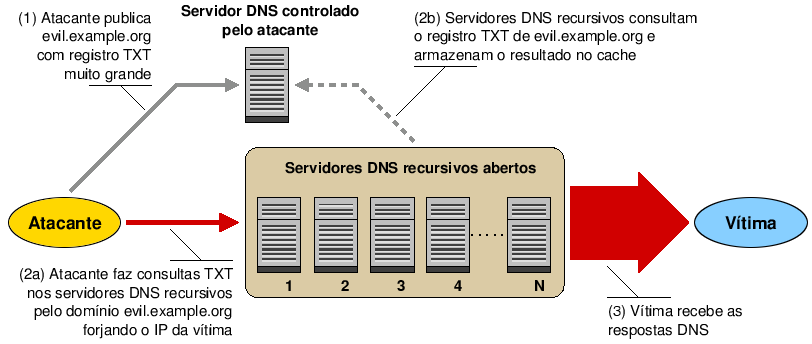 (1) Atacante publica
evil.example.org
com registro TXT
muito grande
Servidor DNS controlado
pelo atacante
(2b) Servidores DNS recursivos consultam
o registro TXT de evil.example.org e
armazenam o resultado no cache
Servidores DNS recursivos abertos
Atacante
Vítima
1 2 3 4 ..... N
(2a) Atacante faz consultas TXT
nos servidores DNS recursivos
pelo domínio evil.example.org
forjando o IP da vítima
(3) Vítima recebe as
respostas DNS